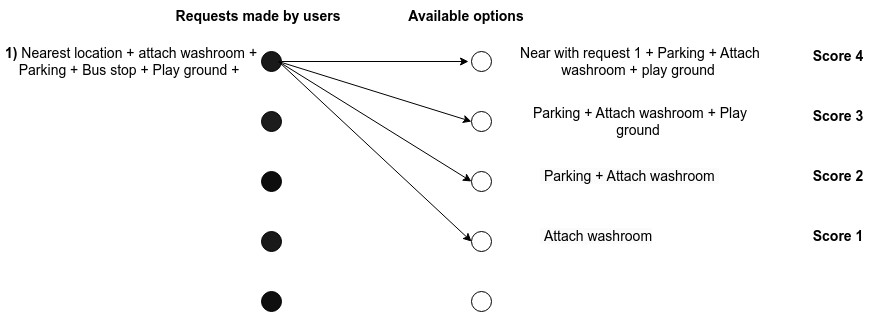 Requests made by users
Available options
1) Nearest location + attach washroom +
Parking + Bus stop + Play ground +
Near with request 1 + Parking + Attach
washroom + play ground
Score 4
Parking + Attach washroom + Play
ground
Score 3
Parking + Attach washroom
Score 2
Attach washroom
Score 1